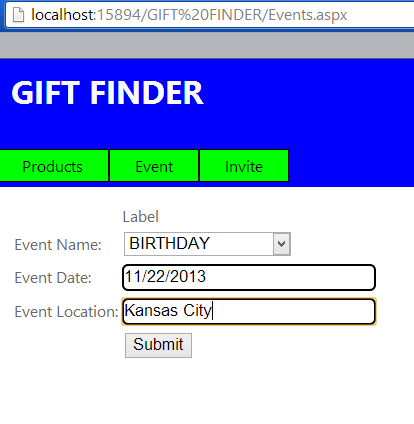 localhost:15894/GIFT%20FINDER/Events.aspx
GIFT FINDER
Products Event Invite
Label
Event Name: BIRTHDAY
Event Date: 11/22/2013
Event Location: Kansas City
Submit